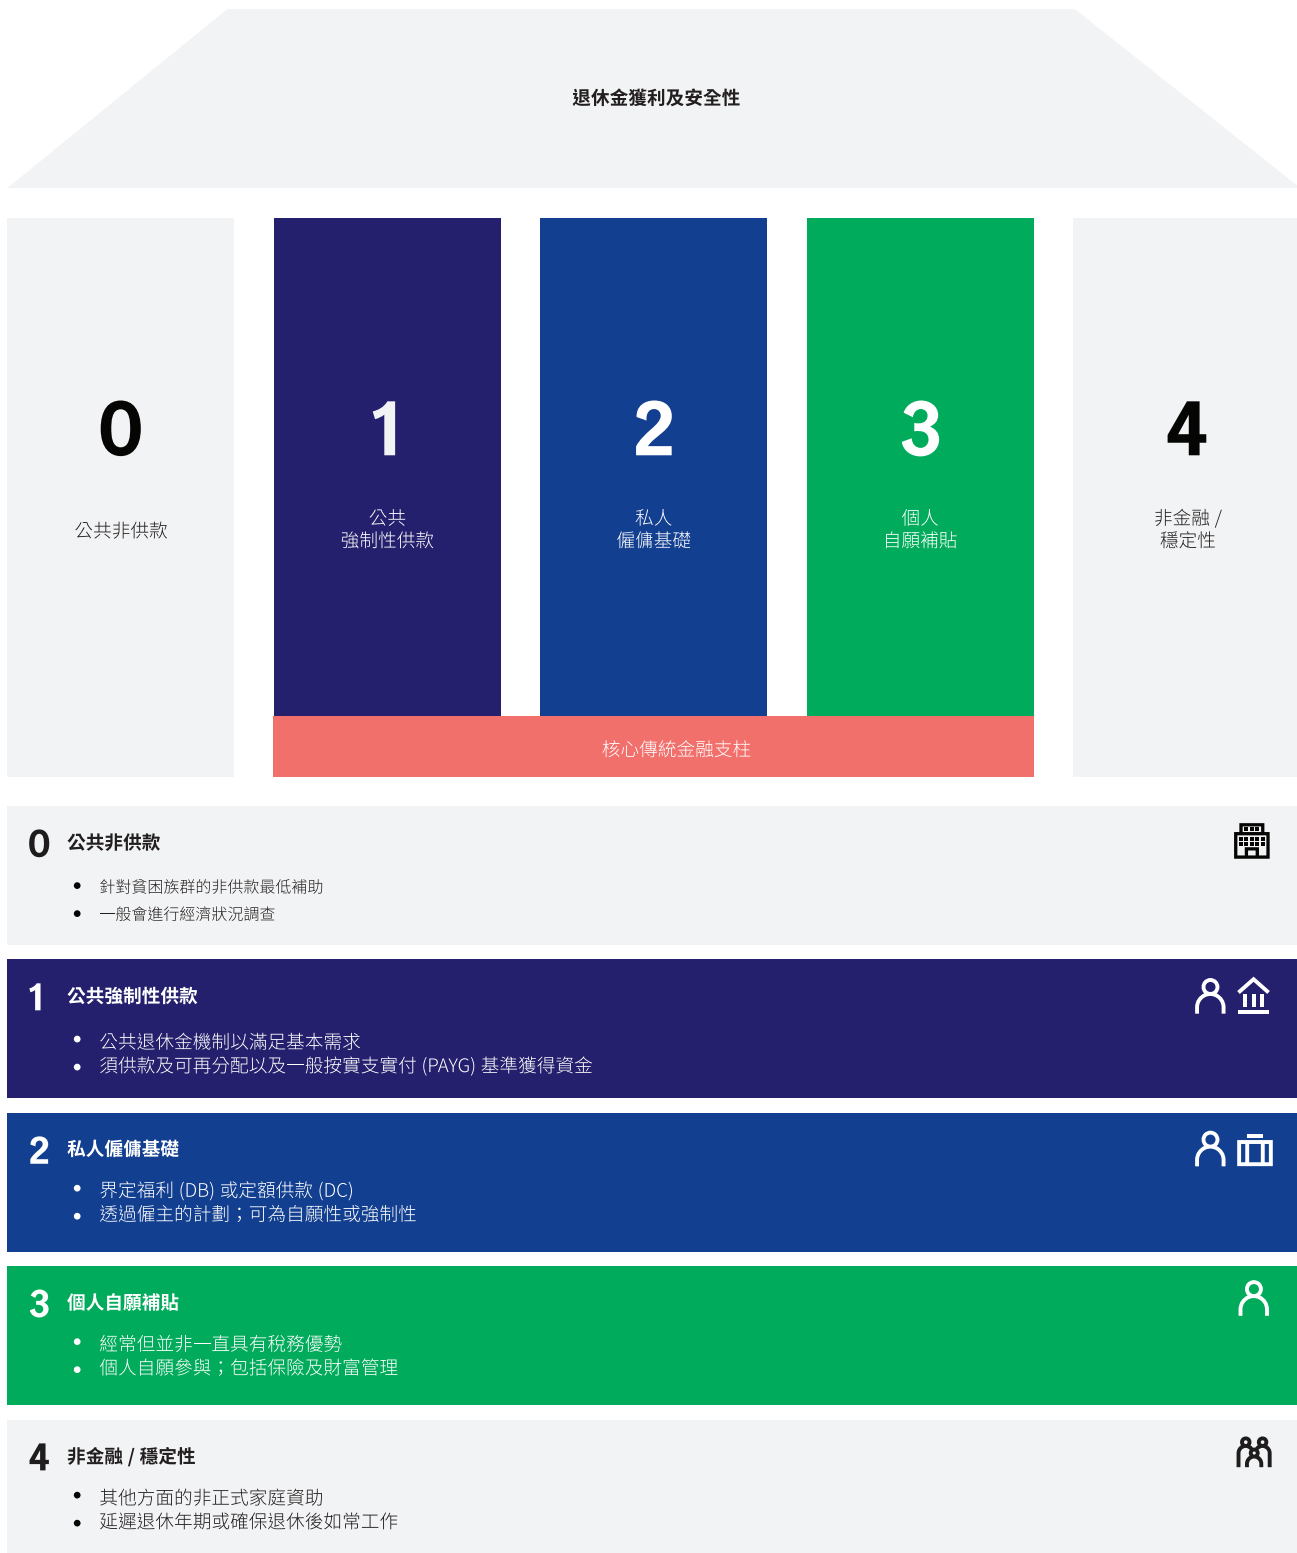 退休金獲利及安全性
0
公共非供款
1
公共
強制性供款
2
私人
僱傭基礎
3
個人
自願補貼
4
非金融 /
穩定性
核心傳統金融支柱
0 公共非供款
• 針對貧困族群的非供款最低補助
• 一般會進行經濟狀況調查
1 公共強制性供款
• 公共退休金機制以滿足基本需求
• 須供款及可再分配以及一般按實支實付 (PAYG) 基準獲得資金
2 私人僱傭基礎
• 界定福利 (DB) 或定額供款 (DC)
• 透過僱主的計劃；可為自願性或強制性
3 個人自願補貼
• 經常但並非一直具有稅務優勢
• 個人自願參與；包括保險及財富管理
4 非金融 / 穩定性
• 其他方面的非正式家庭資助
• 延遲退休年期或確保退休後如常工作